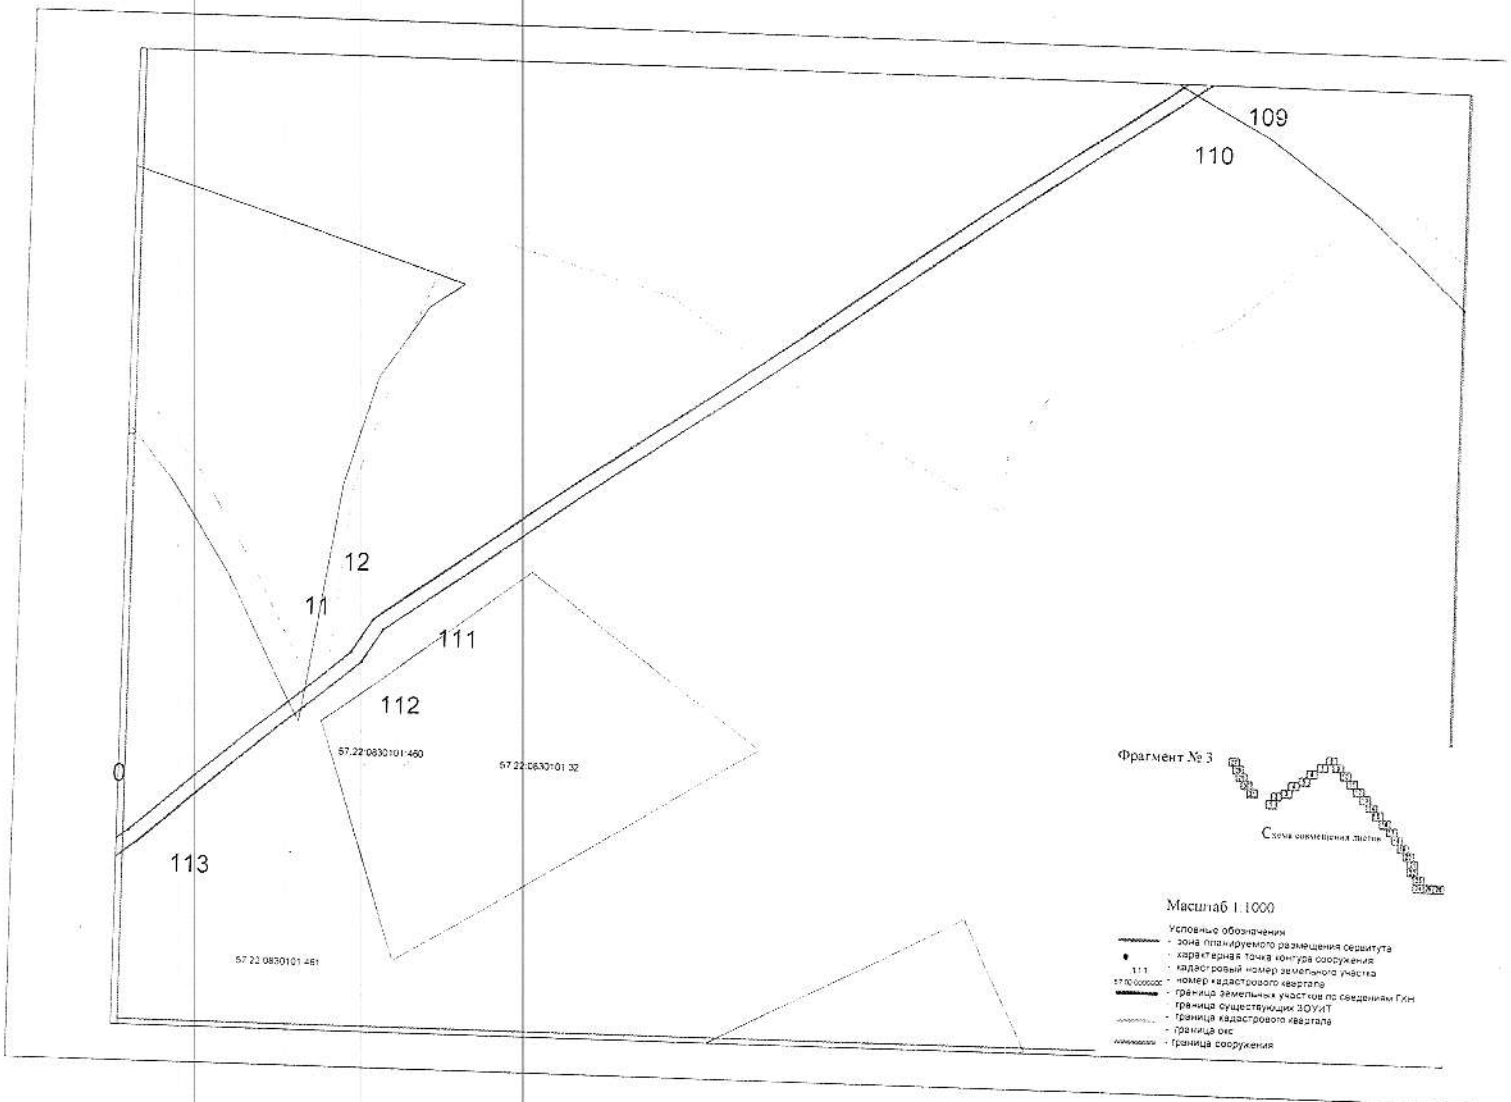 109
110
12
11
111
112
57:22:0830101:460
57:22:0830101:32
0
113
57:22:0830101:461
Фрагмент № 3
Схема совмещения листов
Масштаб 1:1000
Условные обозначения
- зона планируемого размещения сервитута
- характерная точка контура сооружения
111 - кадастровый номер земельного участка
- номер кадастрового квартала
- граница земельных участков по сведениям ГКН
граница существующих ЗОУИТ
- граница кадастрового квартала
- граница окс
- граница сооружения